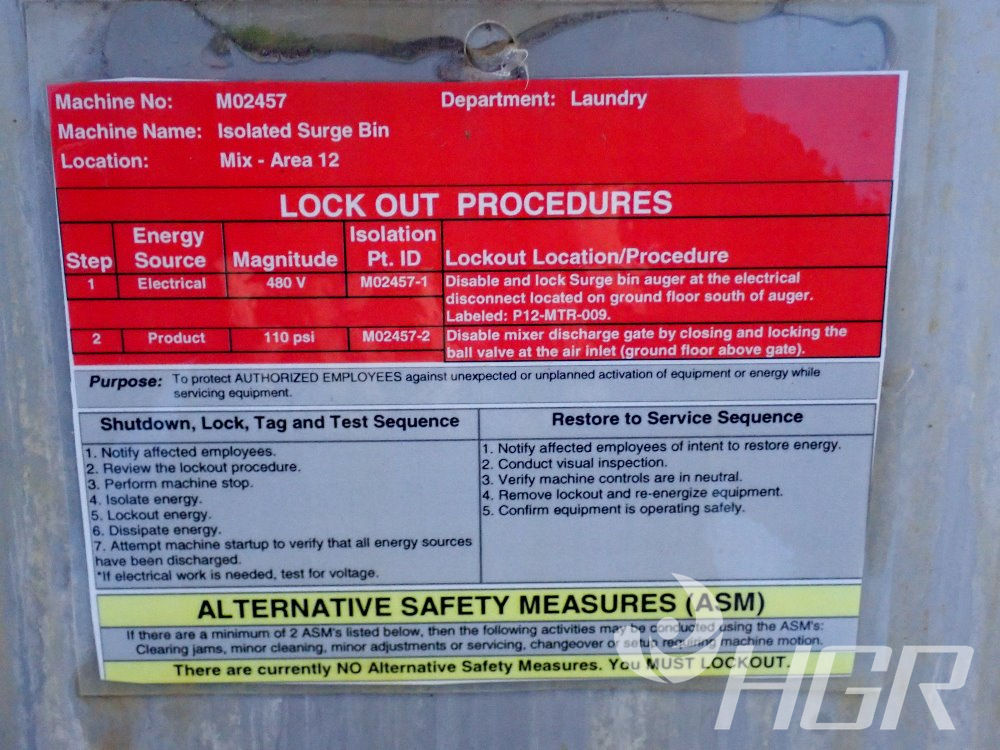 Machine No: M02457 Department: Laundry
Machine Name: Isolated Surge Bin
Location: Mix - Area 12
LOCK OUT PROCEDURES
Step Energy Source Magnitude Isolation Pt. ID Lockout Location/Procedure
1 Electrical 480 V M02457-1 Disable and lock Surge bin auger at the electrical
disconnect located on ground floor south of auger.
Labeled: P12-MTR-009.
2 Product 110 psi M02457-2 Disable mixer discharge gate by closing and locking the
ball valve at the air inlet (ground floor above gate).
Purpose: To protect AUTHORIZED EMPLOYEES against unexpected or unplanned activation of equipment or energy while
servicing equipment.
Shutdown, Lock, Tag and Test Sequence
1. Notify affected employees.
2. Review the lockout procedure.
3. Perform machine stop.
4. Isolate energy.
5. Lockout energy.
6. Dissipate energy.
7. Attempt machine startup to verify that all energy sources
have been discharged.
*If electrical work is needed, test for voltage.
Restore to Service Sequence
1. Notify affected employees of intent to restore energy.
2. Conduct visual inspection.
3. Verify machine controls are in neutral.
4. Remove lockout and re-energize equipment.
5. Confirm equipment is operating safely.
ALTERNATIVE SAFETY MEASURES (ASM)
If there are a minimum of 2 ASM's listed below, then the following activities may be conducted using the ASM's:
Clearing jams, minor cleaning, minor adjustments or servicing, changeover or setup requiring machine motion.
There are currently NO Alternative Safety Measures. You MUST LOCKOUT.
HGR